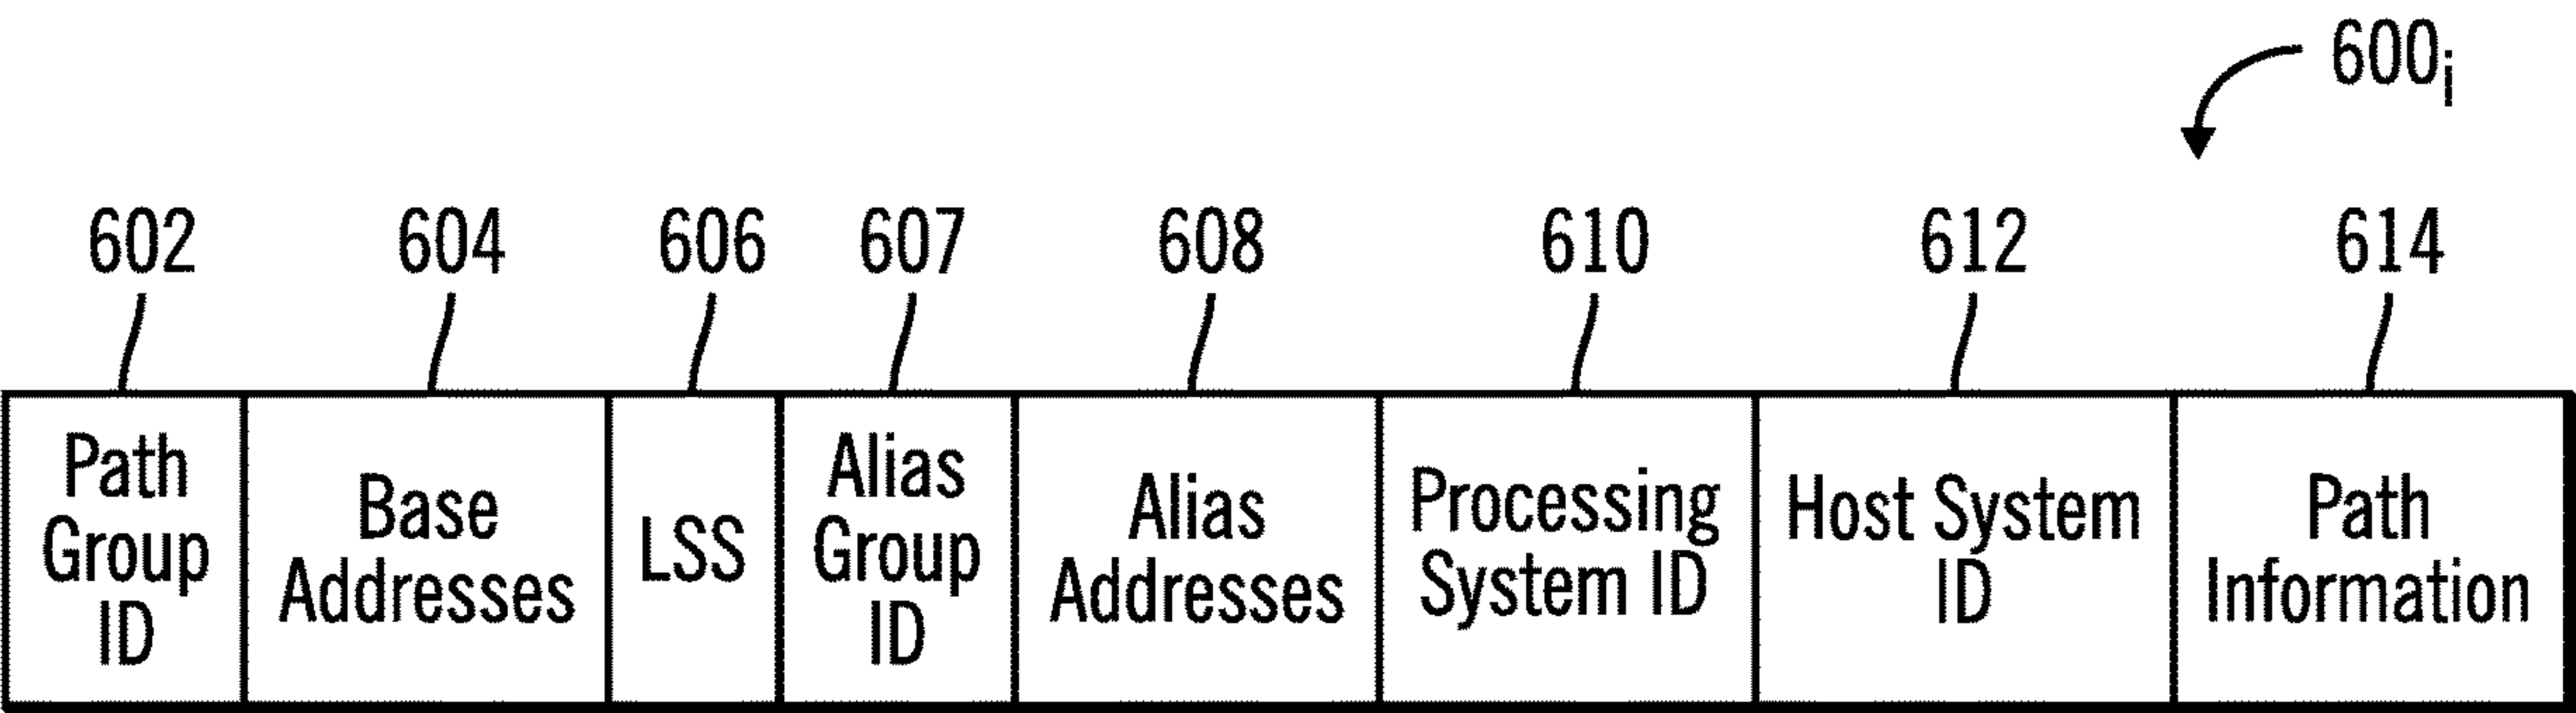 600i
602 604 606 607 608 610 612 614
Path
Group
ID
Base
Addresses
LSS
Alias
Group
ID
Alias
Addresses
Processing
System ID
Host System
ID
Path
Information